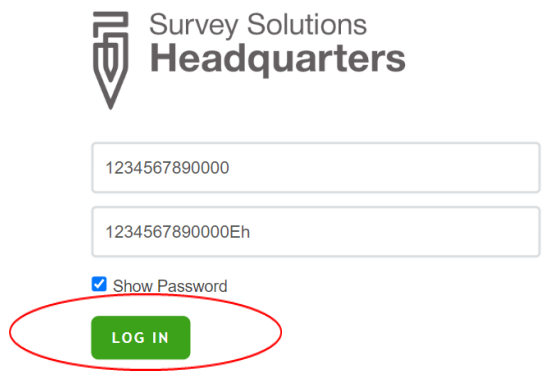 Survey Solutions
Headquarters
1234567890000
1234567890000Eh
Show Password
LOG IN